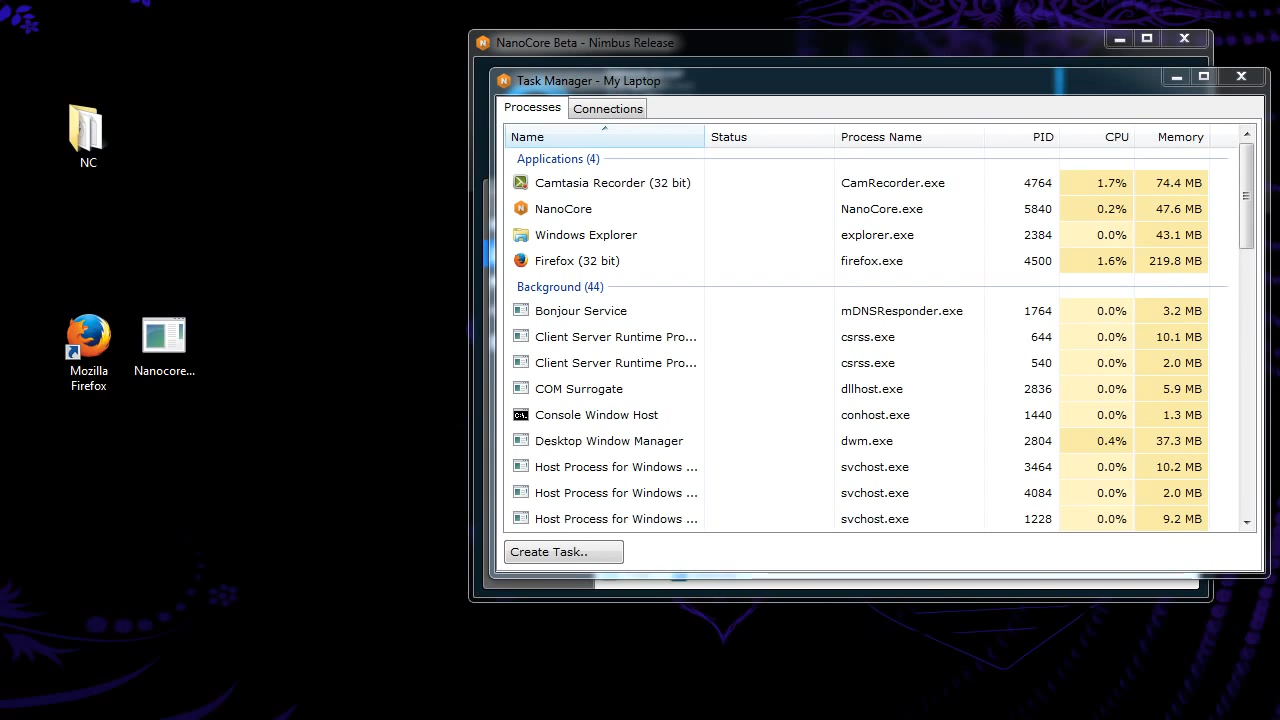 NC
Mozilla
Firefox
Nanocore...
NanoCore Beta - Nimbus Release
Task Manager - My Laptop
Processes Connections
Name Status Process Name PID CPU Memory
Applications (4)
Camtasia Recorder (32 bit) CamRecorder.exe 4764 1.7% 74.4 MB
NanoCore NanoCore.exe 5840 0.2% 47.6 MB
Windows Explorer explorer.exe 2384 0.0% 43.1 MB
Firefox (32 bit) firefox.exe 4500 1.6% 219.8 MB
Background (44)
Bonjour Service mDNSResponder.exe 1764 0.0% 3.2 MB
Client Server Runtime Pro... csrss.exe 644 0.0% 10.1 MB
Client Server Runtime Pro... csrss.exe 540 0.0% 2.0 MB
COM Surrogate dllhost.exe 2836 0.0% 5.9 MB
Console Window Host conhost.exe 1440 0.0% 1.3 MB
Desktop Window Manager dwm.exe 2804 0.4% 37.3 MB
Host Process for Windows ... svchost.exe 3464 0.0% 10.2 MB
Host Process for Windows ... svchost.exe 4084 0.0% 2.0 MB
Host Process for Windows ... svchost.exe 1228 0.0% 9.2 MB
Create Task..